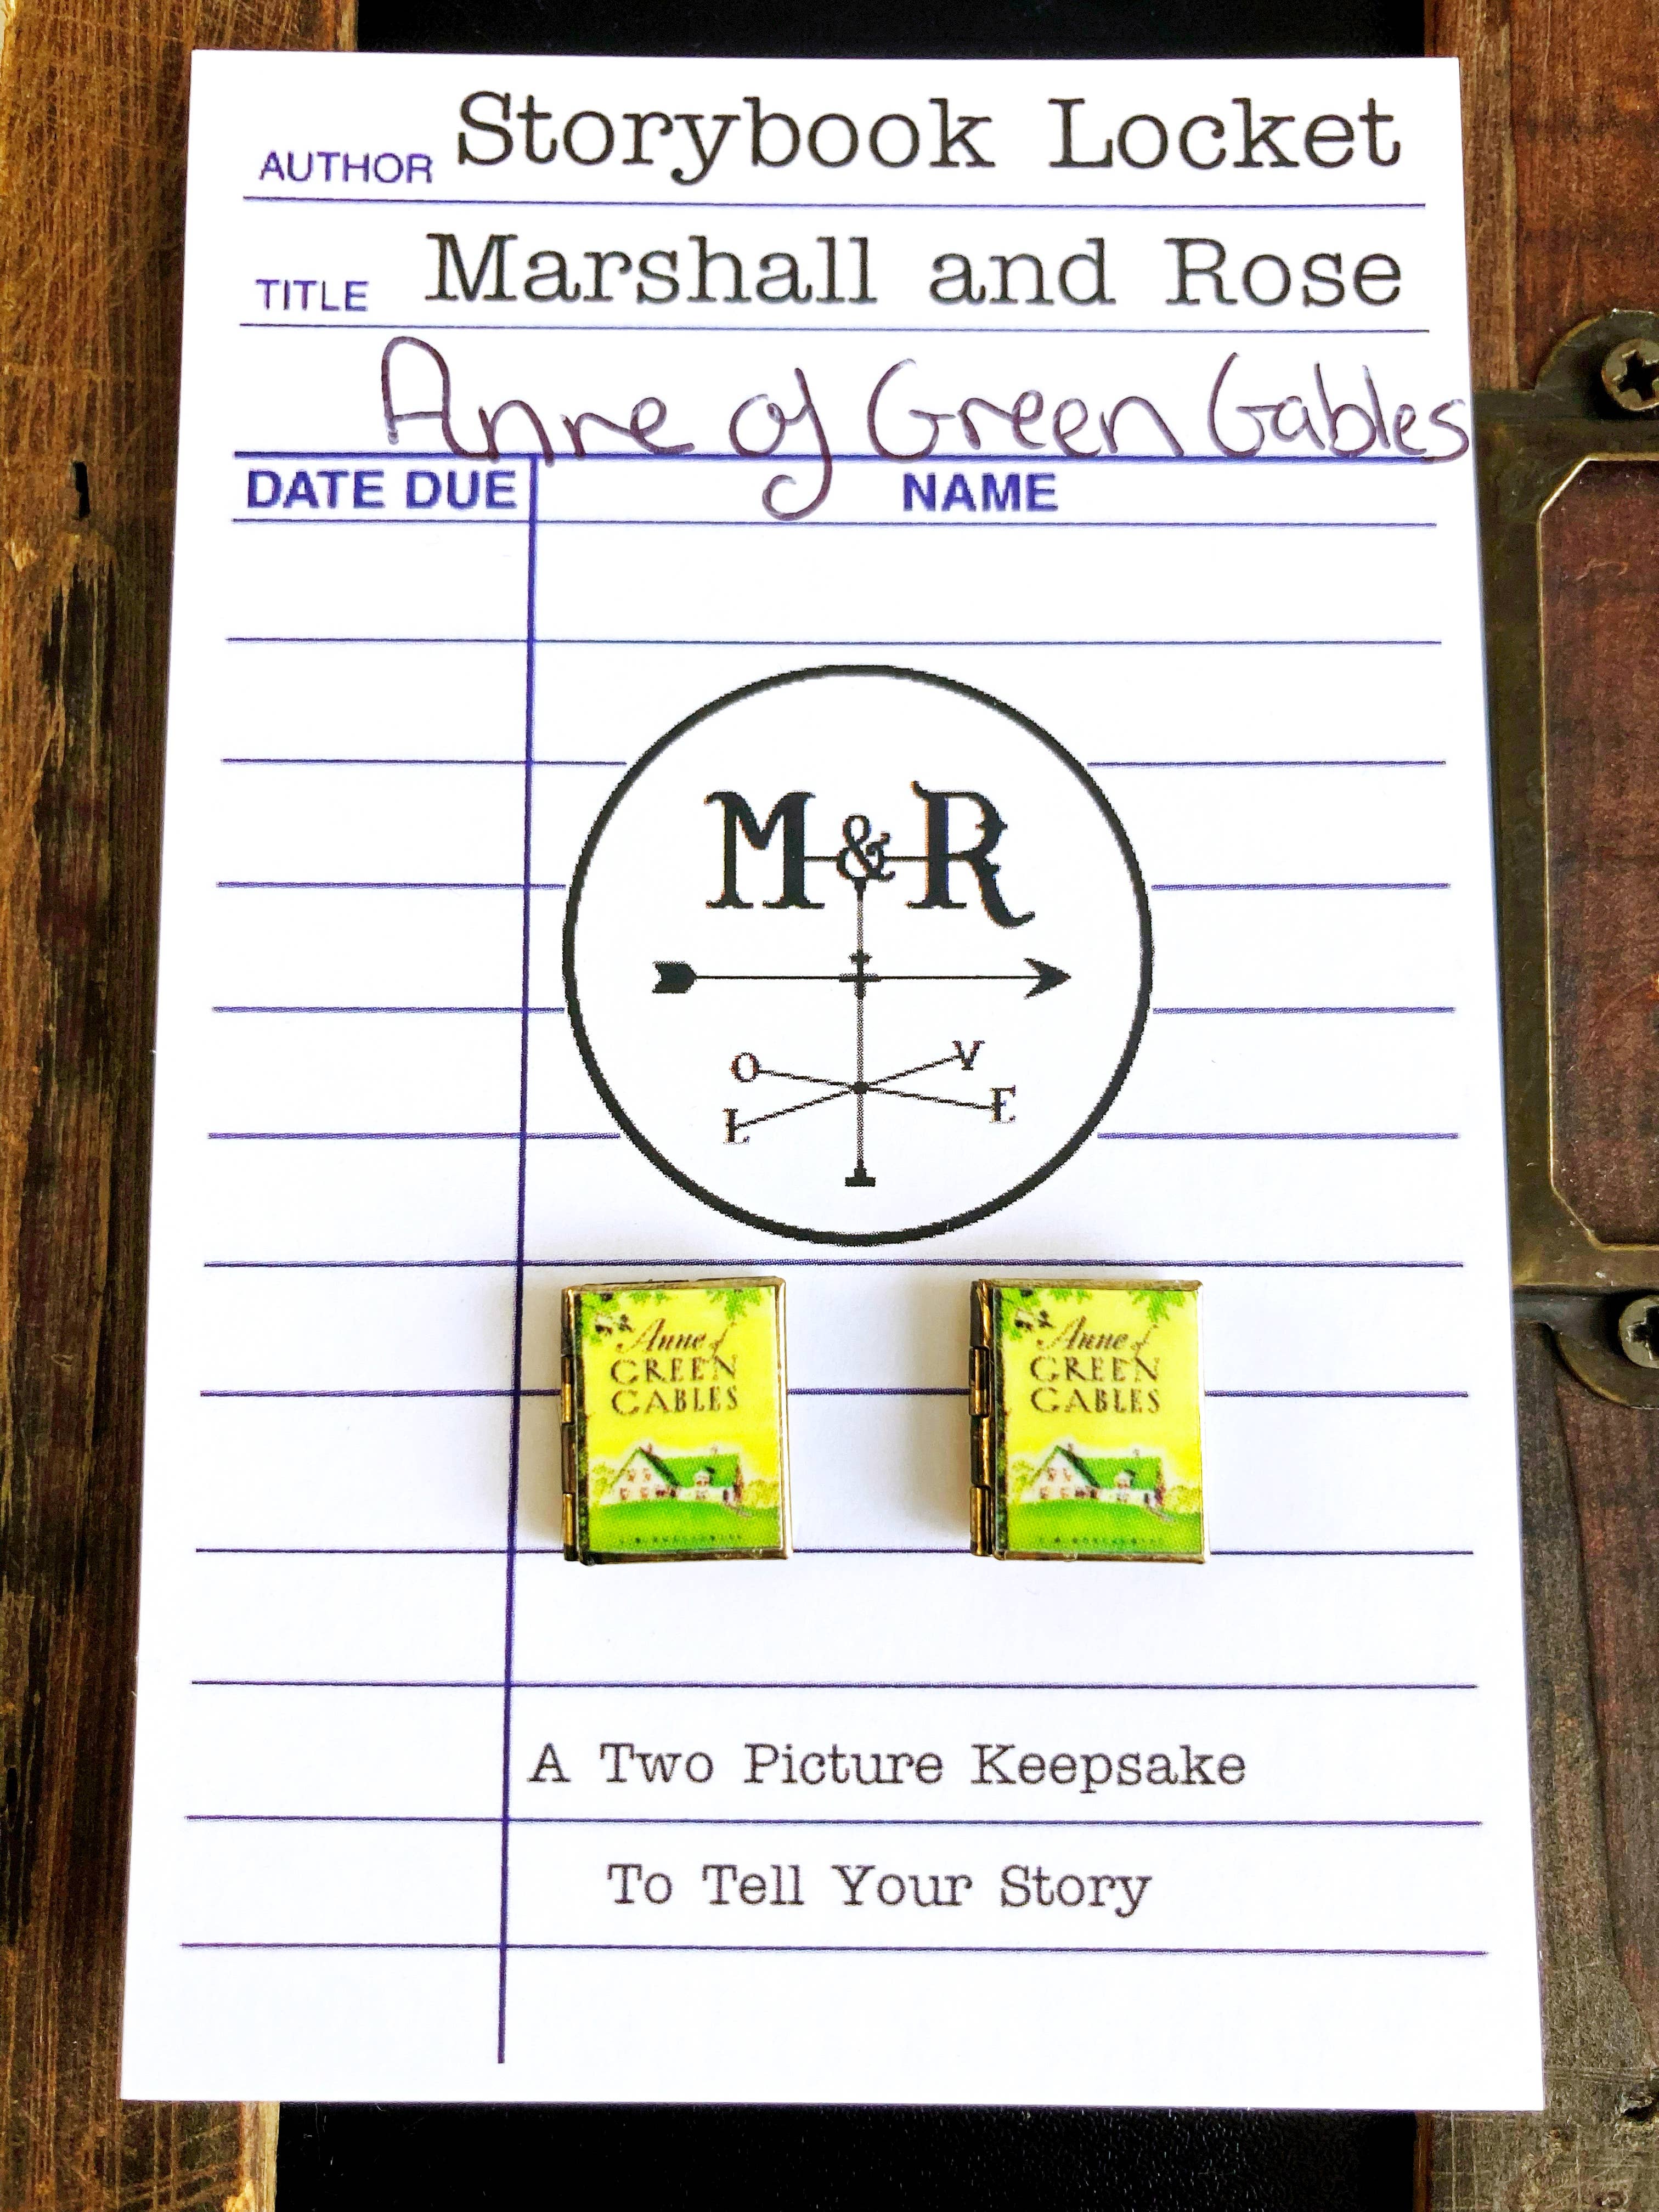 AUTHOR Storybook Locket
TITLE Marshall and Rose
Anne of Green Gables
DATE DUE NAME
M&R
O V
L E
Anne of
GREEN
GABLES
Anne of
GREEN
GABLES
A Two Picture Keepsake
To Tell Your Story